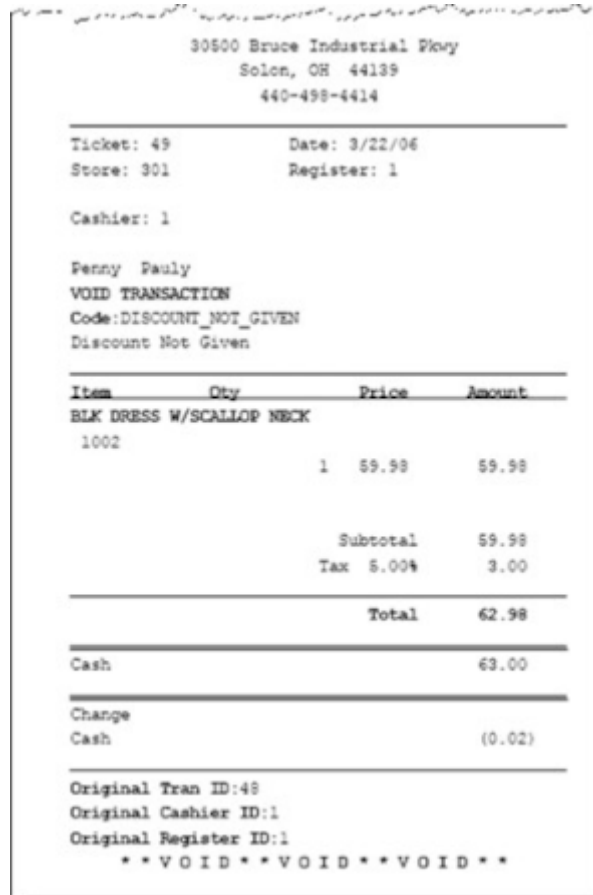 30500 Bruce Industrial Pkwy
Solon, OH 44139
440-498-4414
Ticket: 49 Date: 3/22/06
Store: 301 Register: 1
Cashier: 1
Penny Pauly
VOID TRANSACTION
Code:DISCOUNT_NOT_GIVEN
Discount Not Given
Item Qty Price Amount
BLK DRESS W/SCALLOP NECK
1002
1 59.98 59.98
Subtotal 59.98
Tax 5.00% 3.00
Total 62.98
Cash 63.00
Change
Cash (0.02)
Original Tran ID:48
Original Cashier ID:1
Original Register ID:1
* * V O I D * * V O I D * * V O I D * *